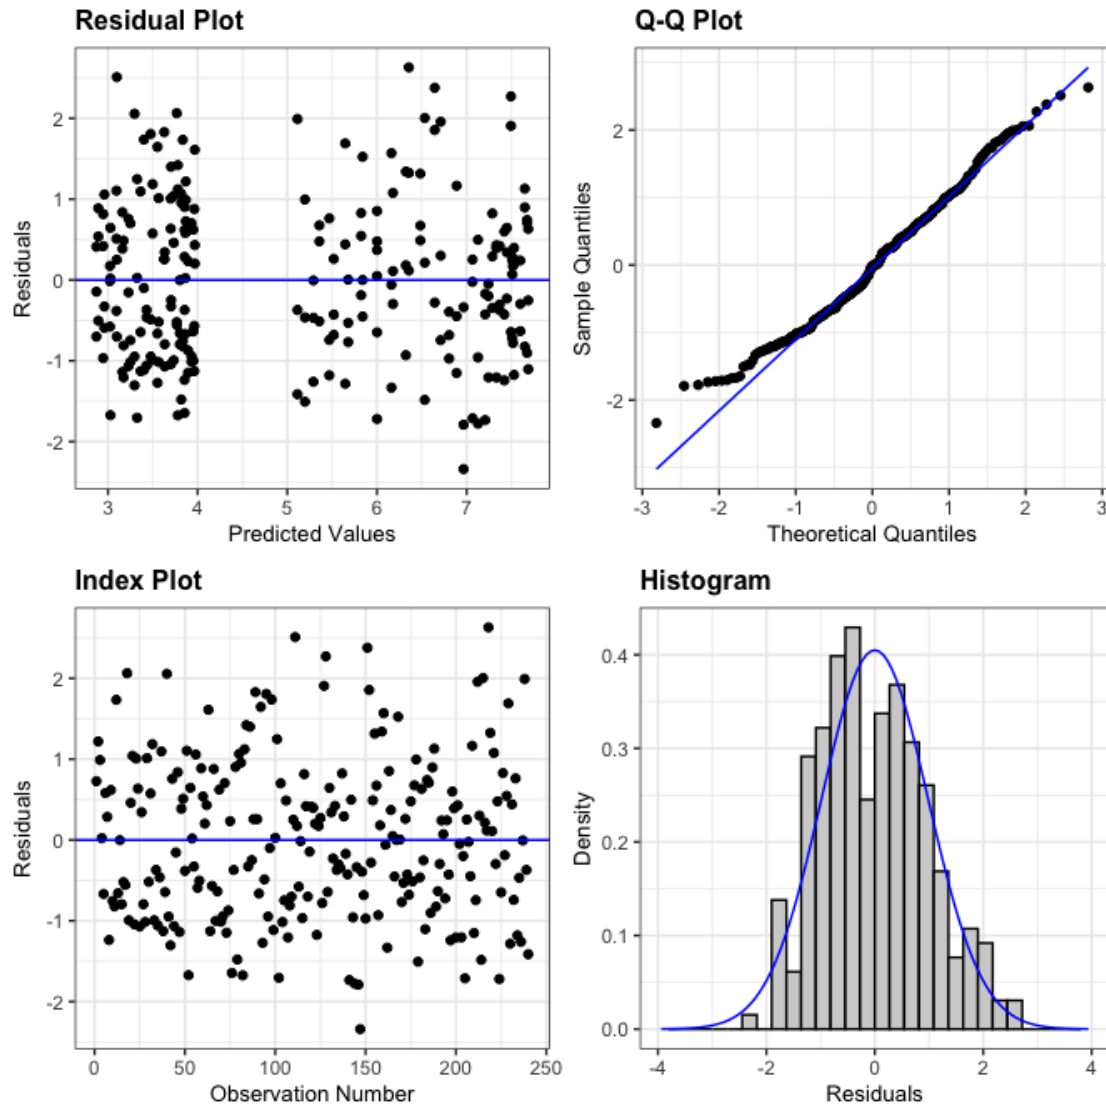 Residual Plot
2
1
0
-1
-2
Residuals
3 4 5 6 7
Predicted Values
Q-Q Plot
2
0
-2
Sample Quantiles
-3 -2 -1 0 1 2 3
Theoretical Quantiles
Index Plot
2
1
0
-1
-2
Residuals
0 50 100 150 200 250
Observation Number
Histogram
0.4
0.3
0.2
0.1
0.0
Density
-4 -2 0 2 4
Residuals